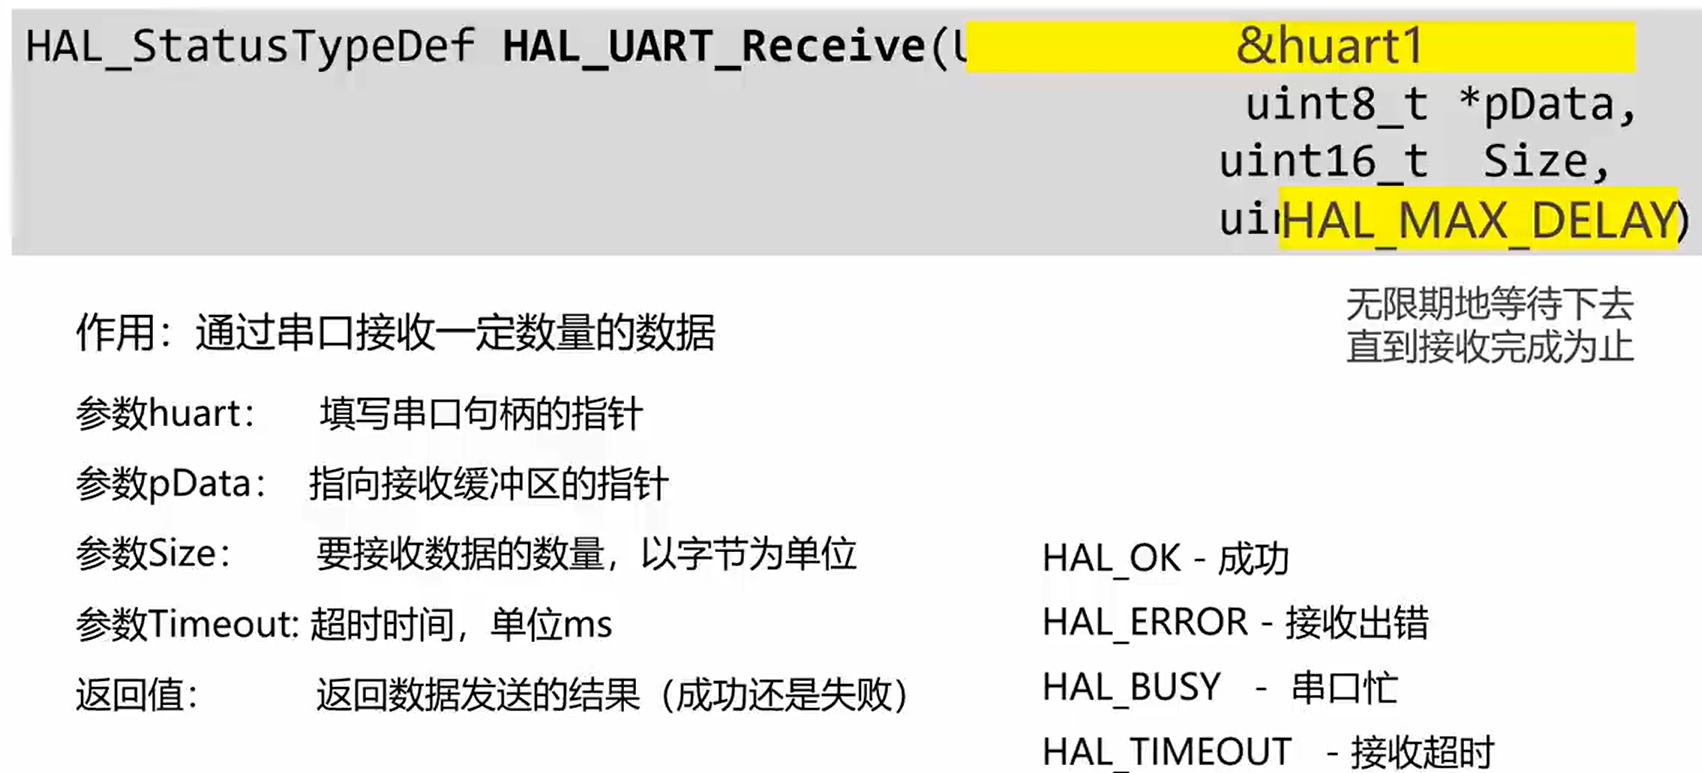 HAL_StatusTypeDef HAL_UART_Receive( &huart1
uint8_t *pData,
uint16_t Size,
HAL_MAX_DELAY)
无限期地等待下去
直到接收完成为止
作用：通过串口接收一定数量的数据
参数huart： 填写串口句柄的指针
参数pData： 指向接收缓冲区的指针
参数Size： 要接收数据的数量，以字节为单位
参数Timeout: 超时时间，单位ms
返回值： 返回数据发送的结果（成功还是失败）
HAL_OK - 成功
HAL_ERROR - 接收出错
HAL_BUSY - 串口忙
HAL_TIMEOUT - 接收超时